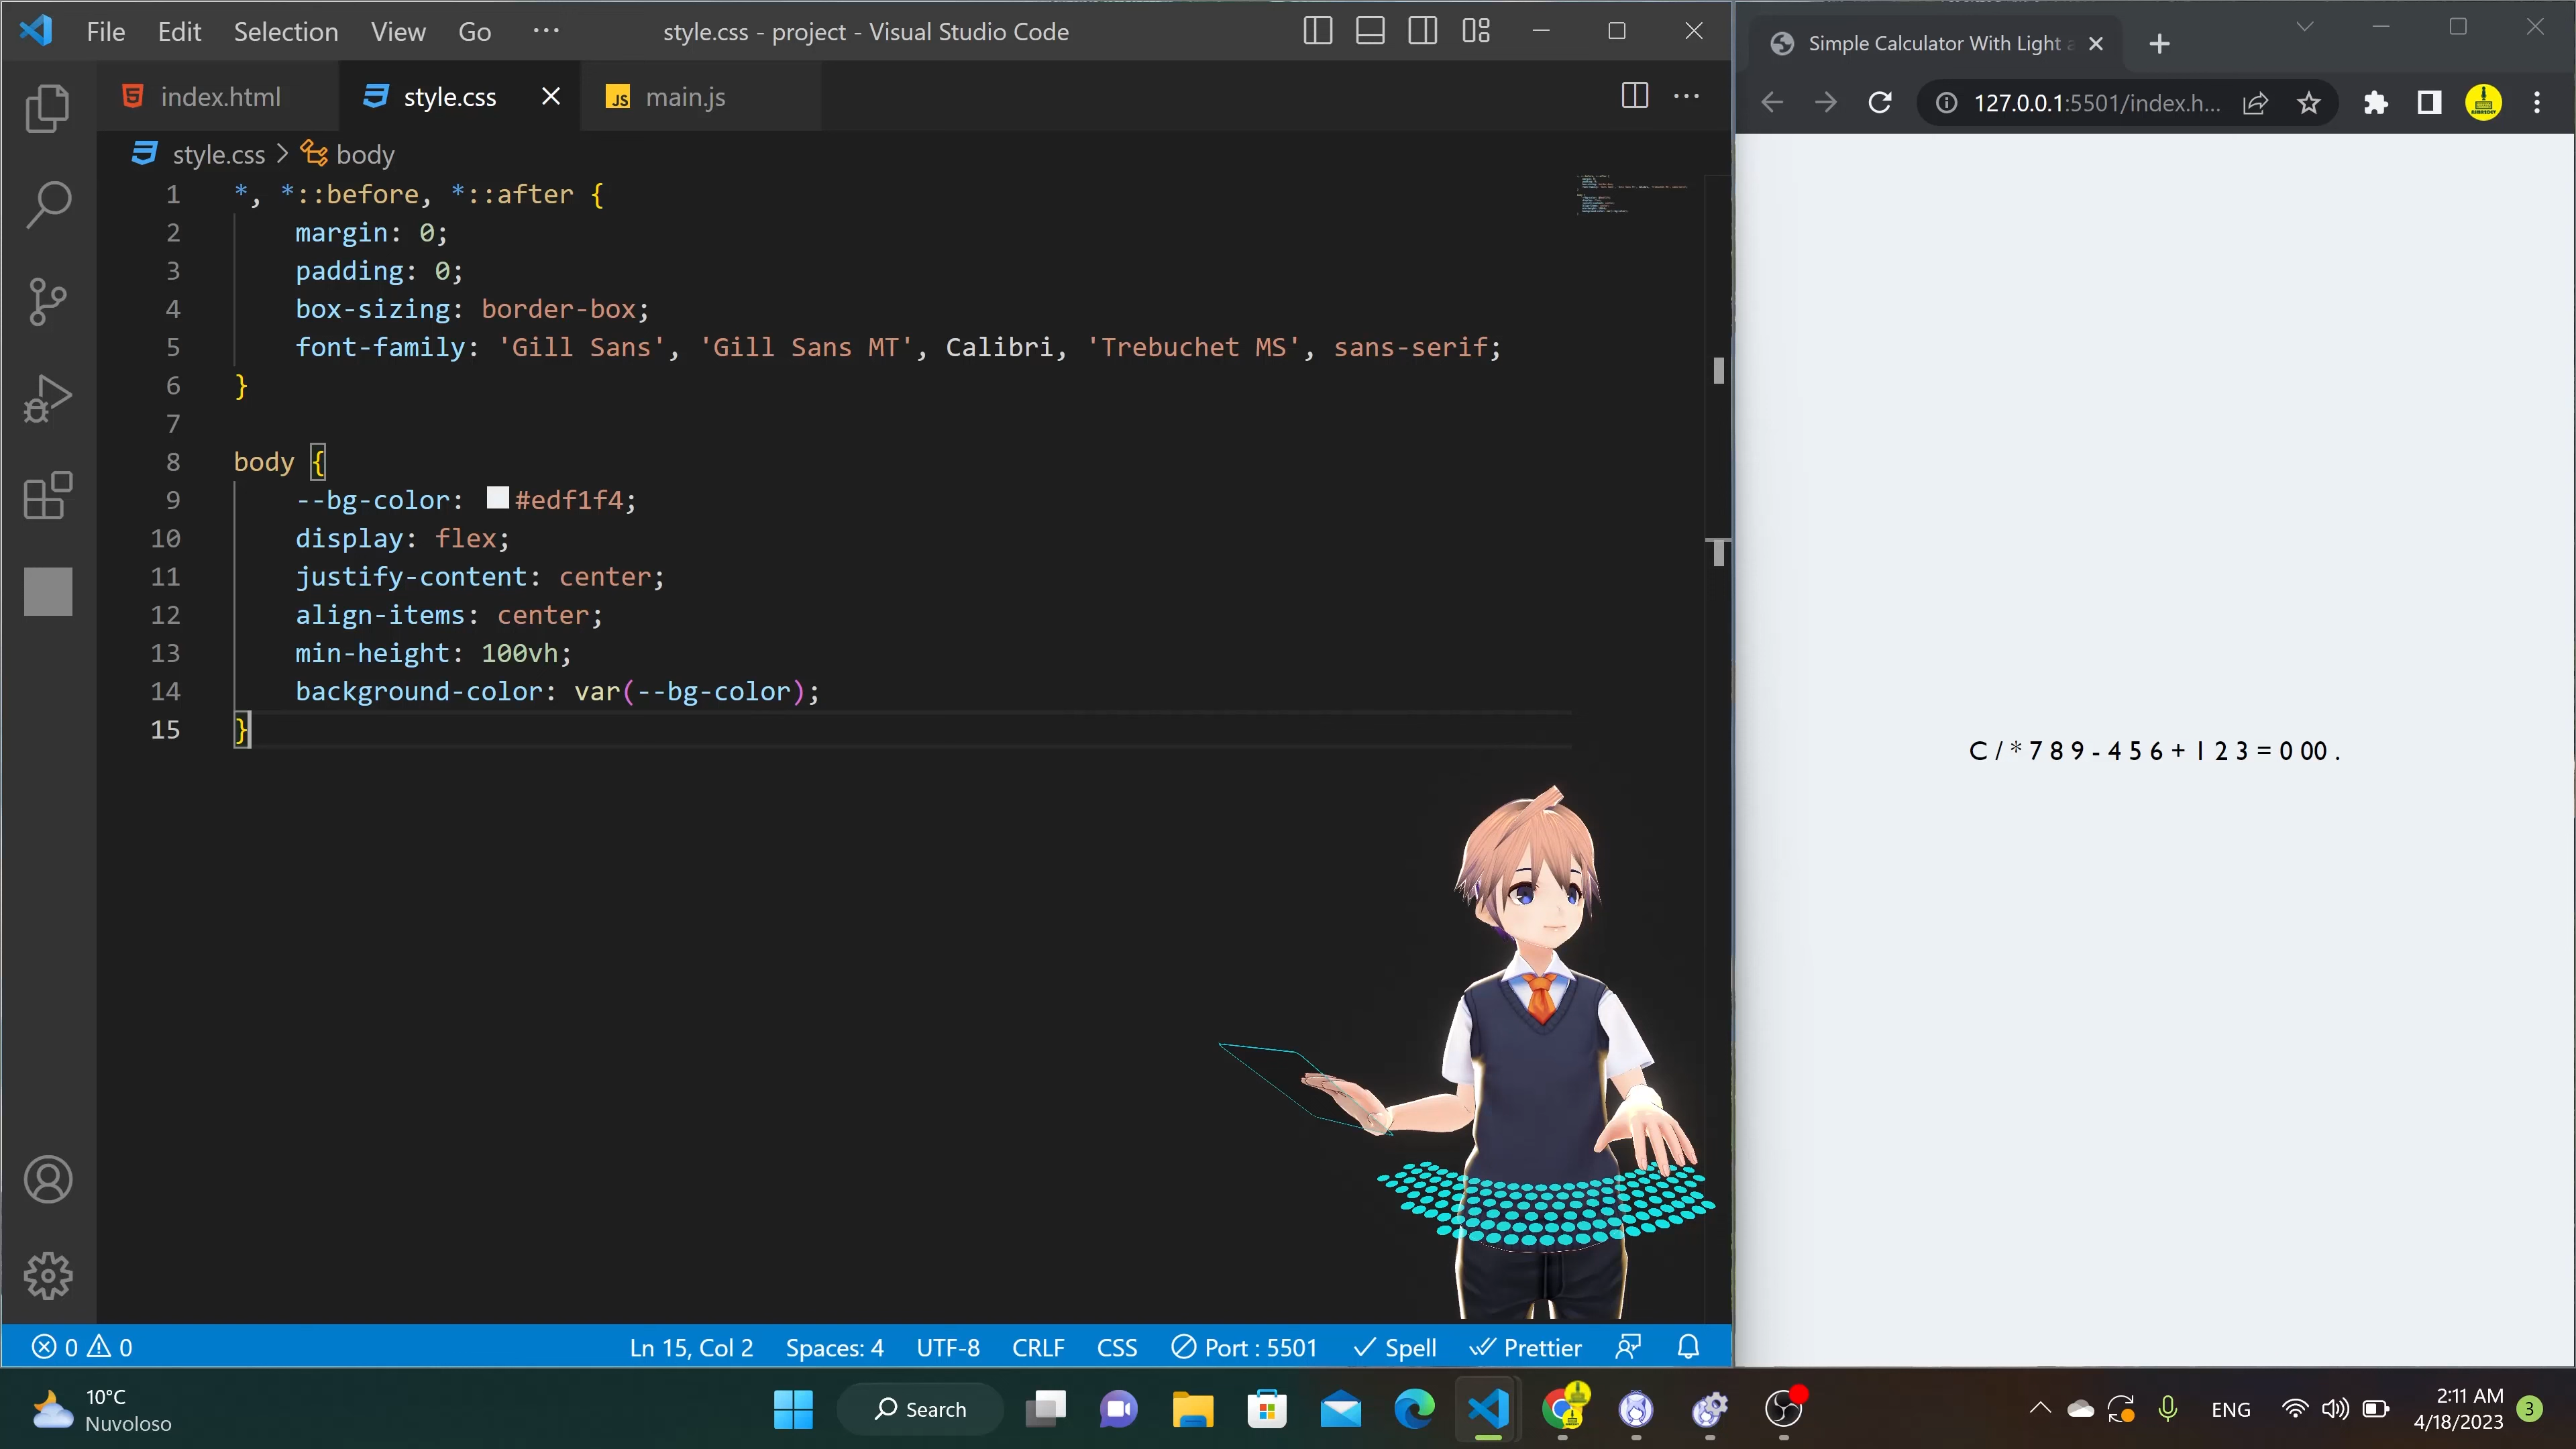 File Edit Selection View Go ··· style.css - project - Visual Studio Code
index.html style.css JS main.js
style.css > body
1 *, *::before, *::after {
2 margin: 0;
3 padding: 0;
4 box-sizing: border-box;
5 font-family: 'Gill Sans', 'Gill Sans MT', Calibri, 'Trebuchet MS', sans-serif;
6 }
7
8 body {
9 --bg-color: #edf1f4;
10 display: flex;
11 justify-content: center;
12 align-items: center;
13 min-height: 100vh;
14 background-color: var(--bg-color);
15 }
0 0 Ln 15, Col 2 Spaces: 4 UTF-8 CRLF CSS Port : 5501 Spell Prettier
Simple Calculator With Light
127.0.0.1:5501/index.h...
C / * 7 8 9 - 4 5 6 + 1 2 3 = 0 00 .
10°C
Nuvoloso
Search
ENG
2:11 AM
4/18/2023
3